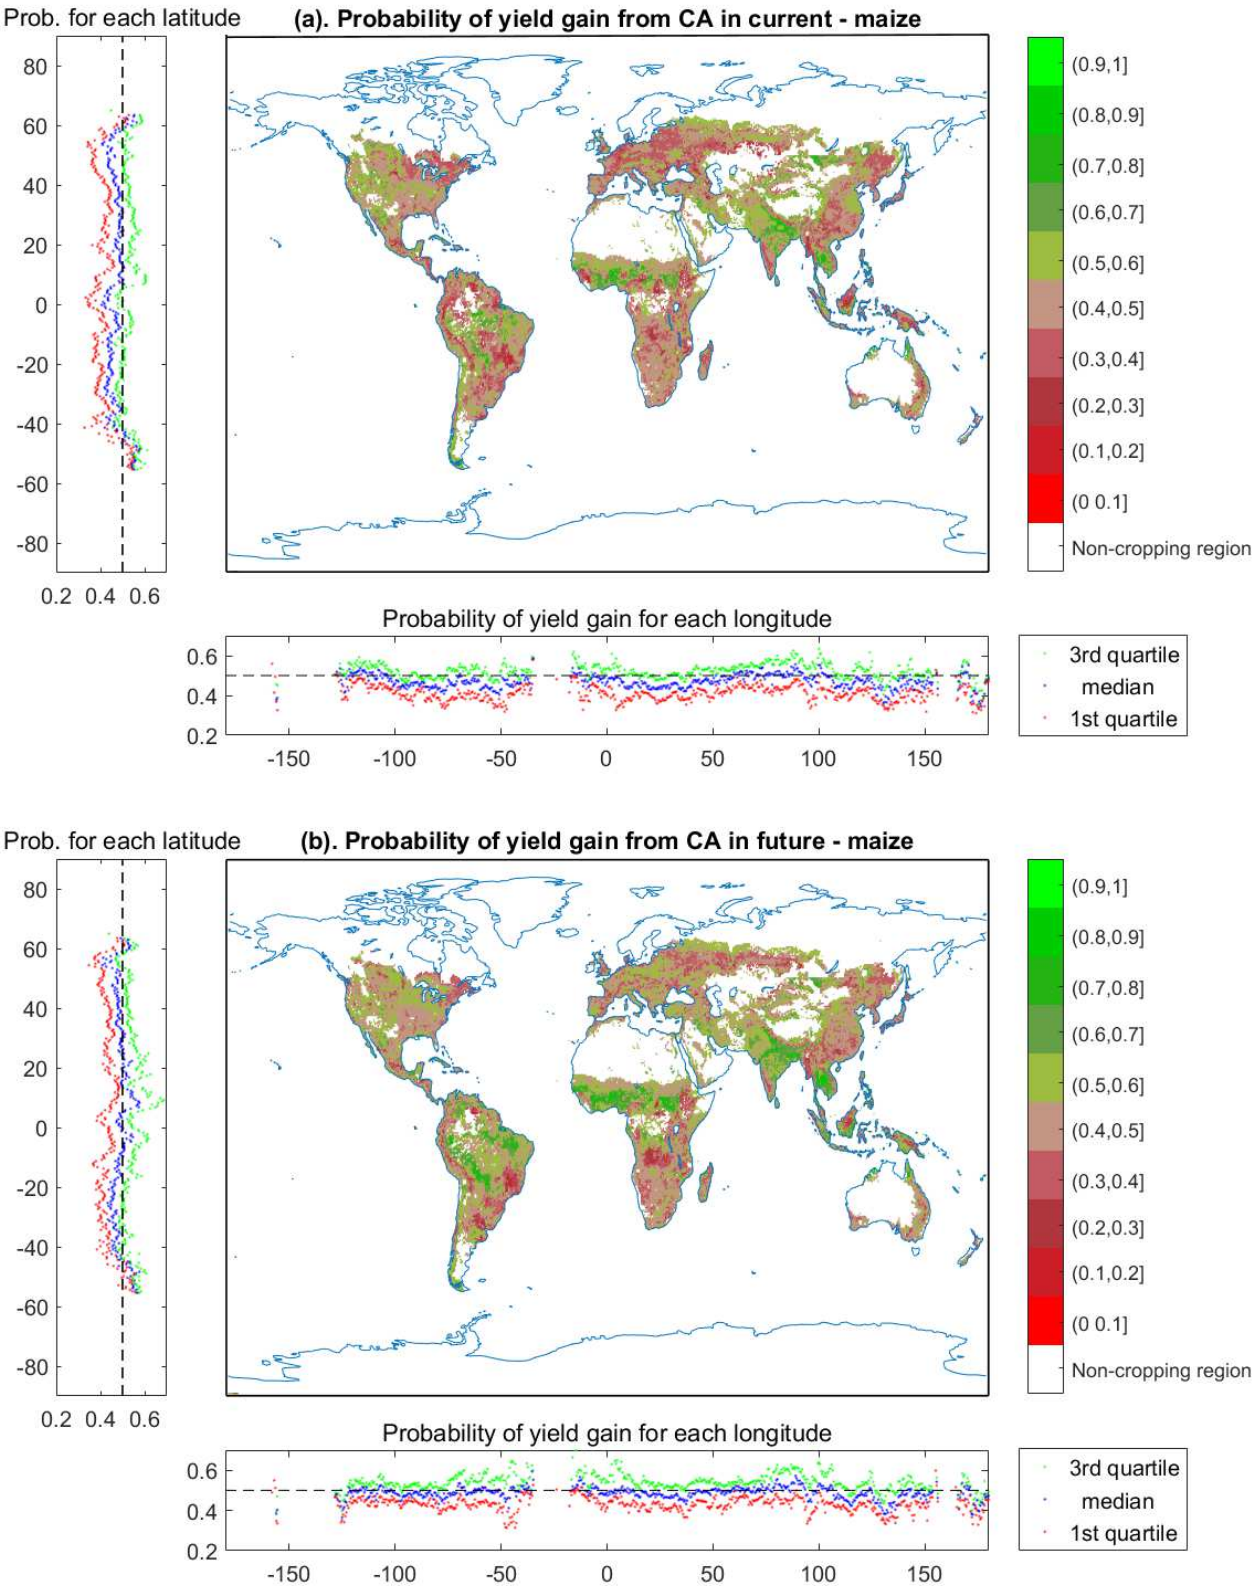 Prob. for each latitude
(a). Probability of yield gain from CA in current - maize
80
60
40
20
0
-20
-40
-60
-80
0.2 0.4 0.6
(0.9,1]
(0.8,0.9]
(0.7,0.8]
(0.6,0.7]
(0.5,0.6]
(0.4,0.5]
(0.3,0.4]
(0.2,0.3]
(0.1,0.2]
(0 0.1]
Non-cropping region
Probability of yield gain for each longitude
0.6
0.4
0.2
-150 -100 -50 0 50 100 150
3rd quartile
median
1st quartile
Prob. for each latitude
(b). Probability of yield gain from CA in future - maize
80
60
40
20
0
-20
-40
-60
-80
0.2 0.4 0.6
(0.9,1]
(0.8,0.9]
(0.7,0.8]
(0.6,0.7]
(0.5,0.6]
(0.4,0.5]
(0.3,0.4]
(0.2,0.3]
(0.1,0.2]
(0 0.1]
Non-cropping region
Probability of yield gain for each longitude
0.6
0.4
0.2
-150 -100 -50 0 50 100 150
3rd quartile
median
1st quartile